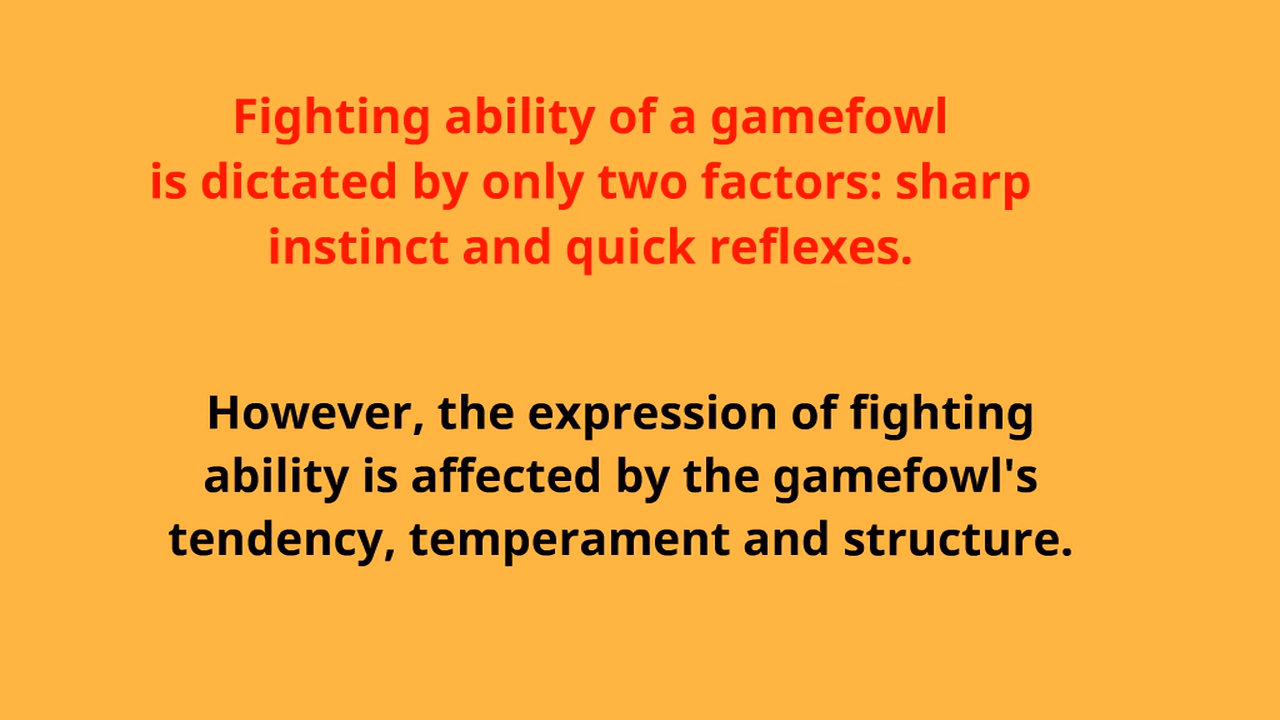 Fighting ability of a gamefowl
is dictated by only two factors: sharp
instinct and quick reflexes.
However, the expression of fighting
ability is affected by the gamefowl's
tendency, temperament and structure.